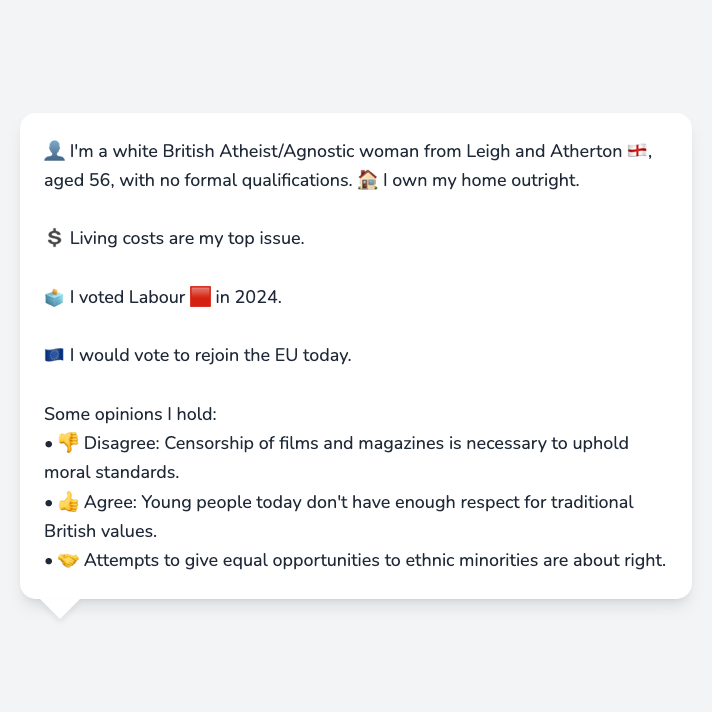 👤 I'm a white British Atheist/Agnostic woman from Leigh and Atherton 🏴󠁧󠁢󠁥󠁮󠁧󠁿,
aged 56, with no formal qualifications. 🏠 I own my home outright.
💲 Living costs are my top issue.
🗳️ I voted Labour 🟥 in 2024.
🇪🇺 I would vote to rejoin the EU today.
Some opinions I hold:
• 👎 Disagree: Censorship of films and magazines is necessary to uphold
moral standards.
• 👍 Agree: Young people today don't have enough respect for traditional
British values.
• 🤝 Attempts to give equal opportunities to ethnic minorities are about right.